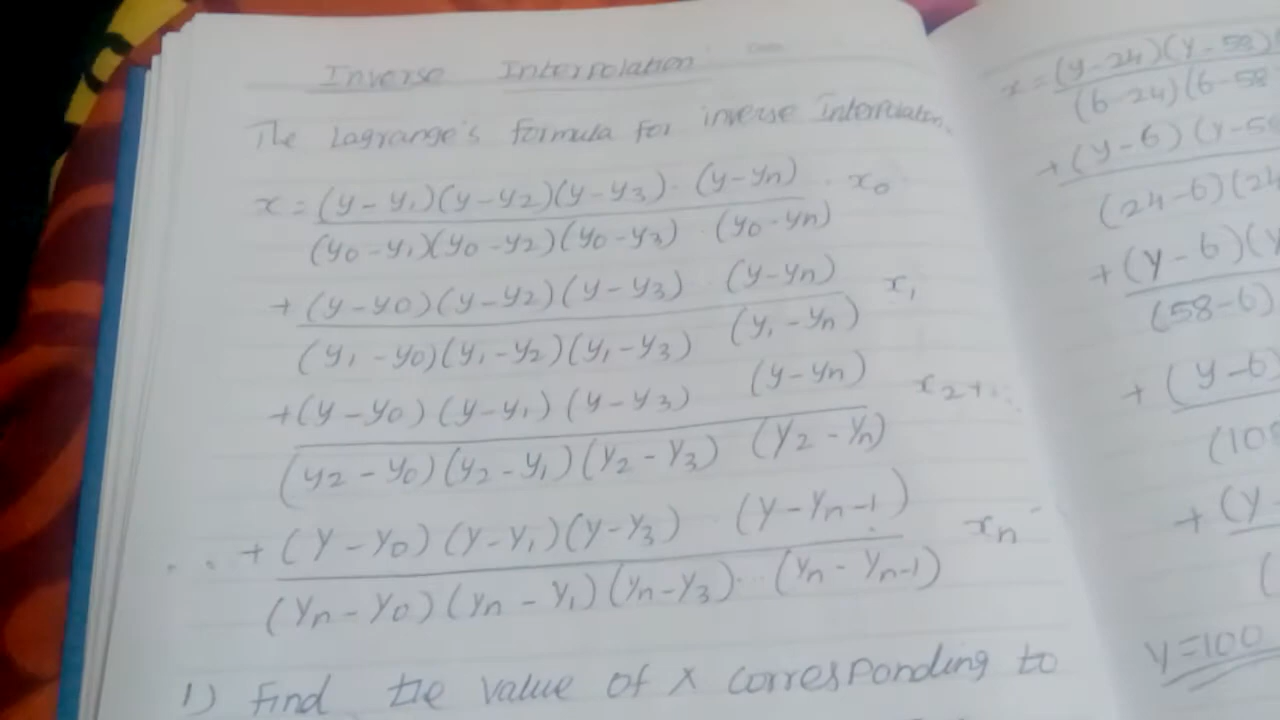 Inverse Interpolation
The Lagrange's formula for inverse Interpolation.
x = (y - y1)(y - y2)(y - y3) . (y - yn) . x0
(y0 - y1)(y0 - y2)(y0 - y3) (y0 - yn)
+ (y - y0)(y - y2)(y - y3) (y - yn) x1
(y1 - y0)(y1 - y2)(y1 - y3) (y1 - yn)
+ (y - y0)(y - y1)(y - y3) (y - yn) x2 + ...
(y2 - y0)(y2 - y1)(y2 - y3) (y2 - yn)
... + (y - y0)(y - y1)(y - y3) (y - yn-1) xn
(yn - y0)(yn - y1)(yn - y3) ... (yn - yn-1)
1) Find the value of x corresponding to
x = (y - 24)(y - 58)
(6 - 24)(6 - 58
+ (y - 6)(y - 5
(24 - 6)(24
+ (y - 6)(y
(58 - 6)
+ (y - 6)
(10
+ (y -
(
y = 100